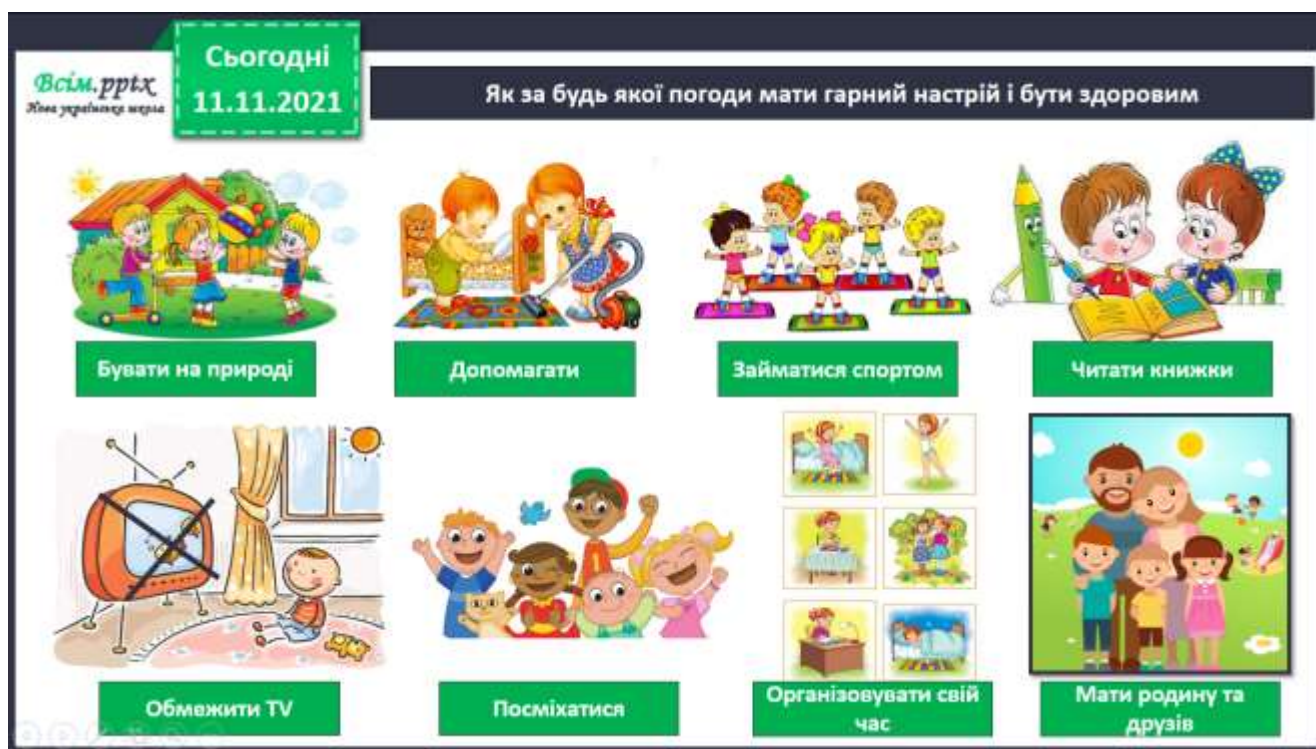 Всім.pptx
Нова українська школа
Сьогодні
11.11.2021
Як за будь якої погоди мати гарний настрій і бути здоровим
Бувати на природі
Допомагати
Займатися спортом
Читати книжки
Обмежити TV
Посміхатися
Організовувати свій
час
Мати родину та
друзів